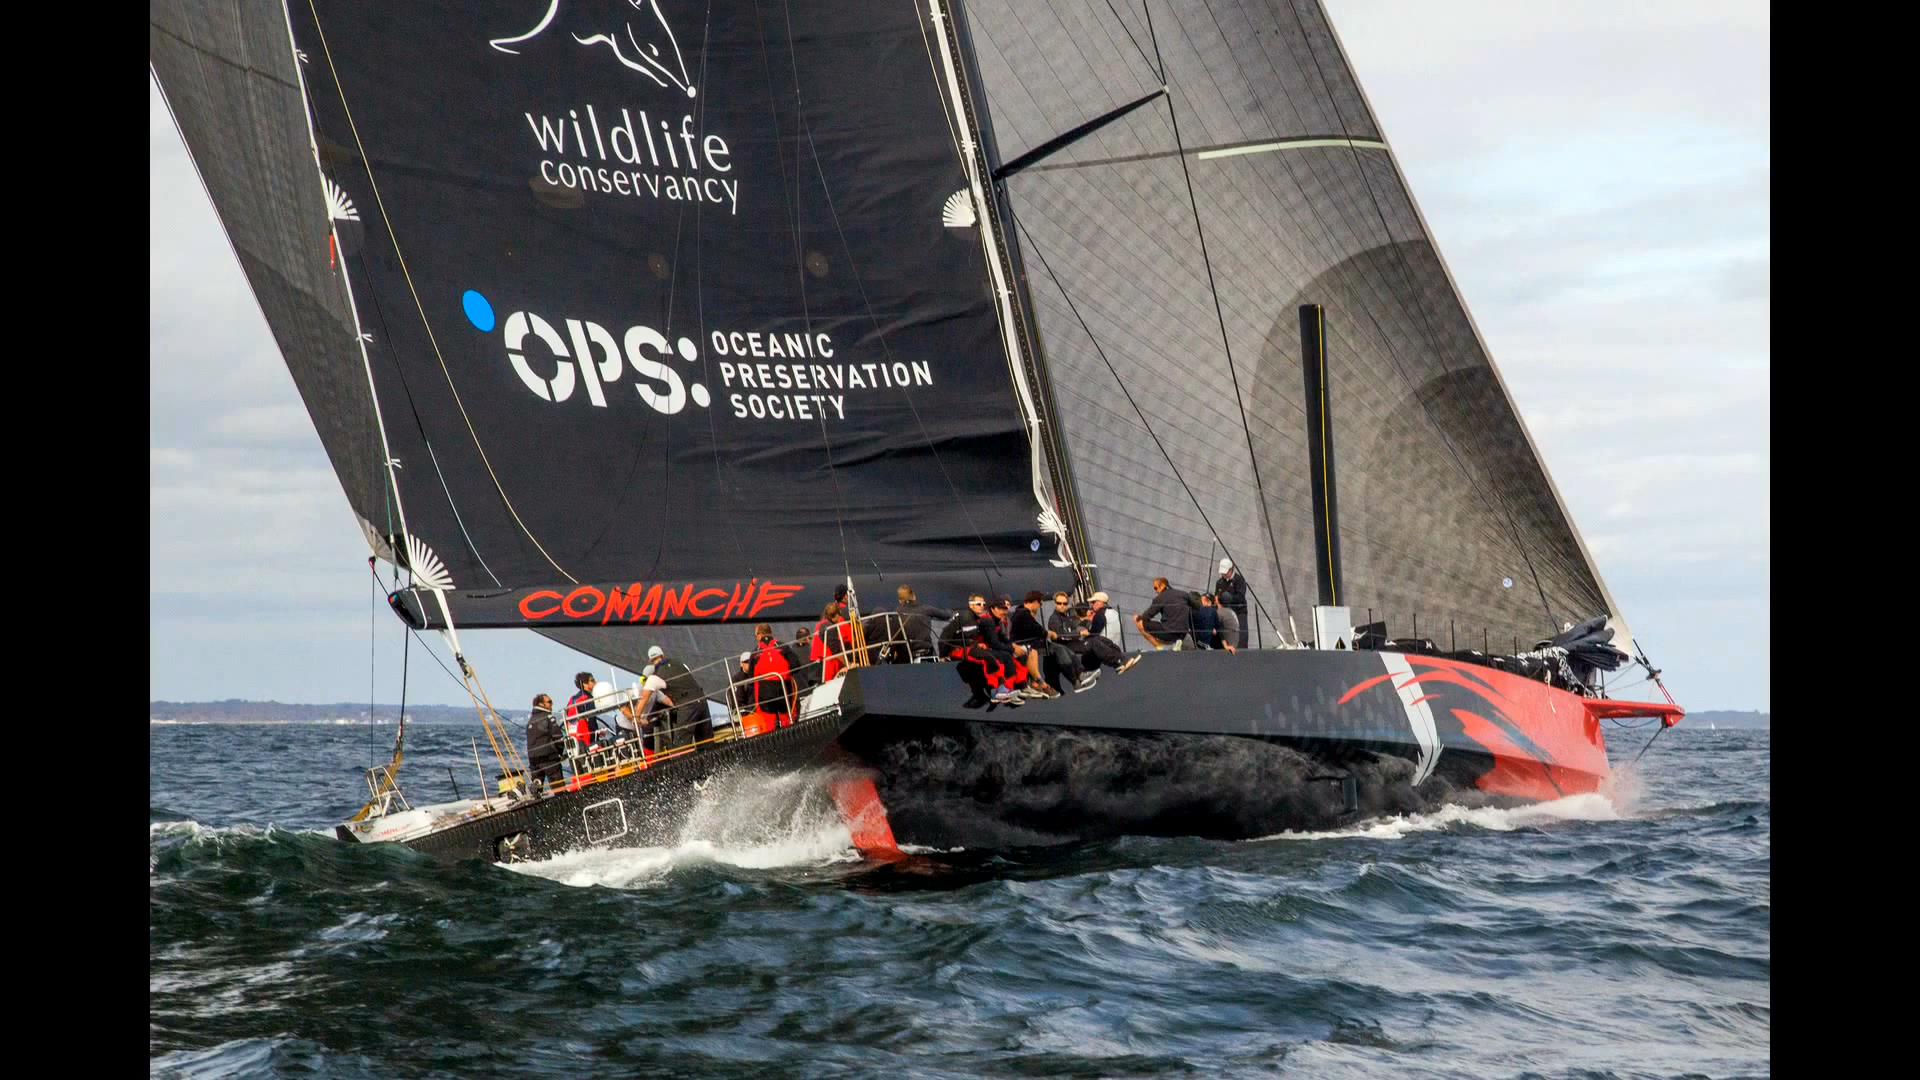 wildlife
conservancy
OPS: OCEANIC
PRESERVATION
SOCIETY
COMANCHE